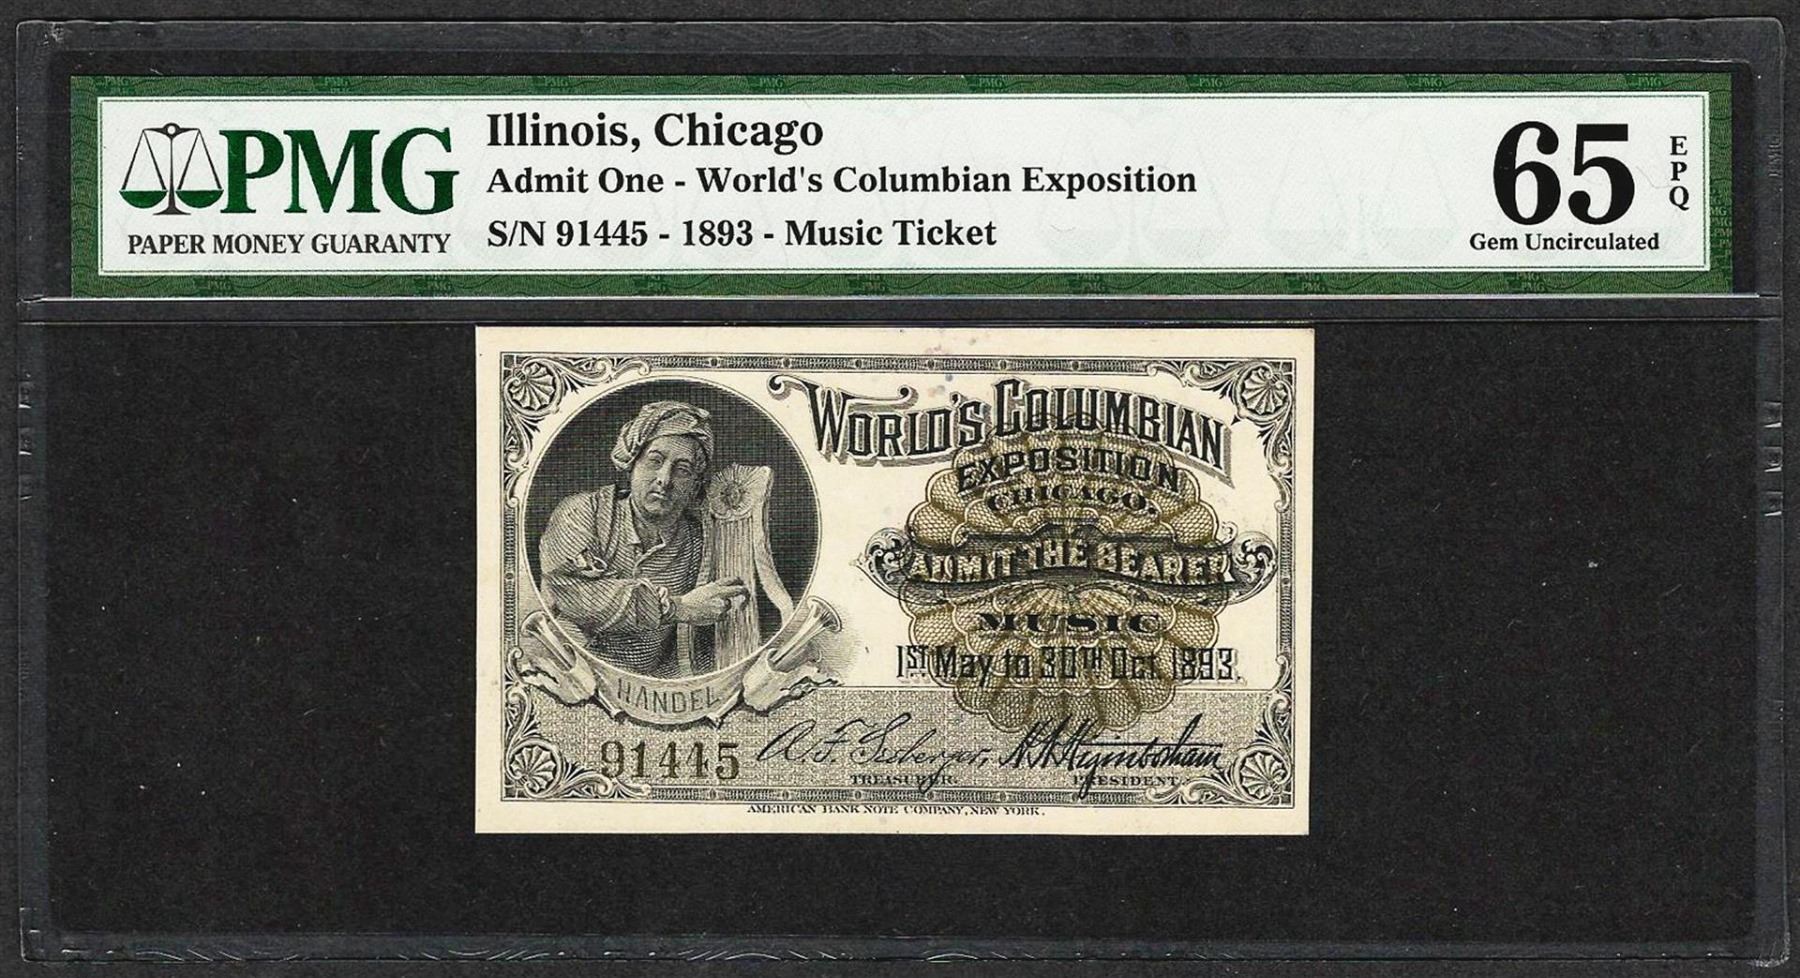 PMG
PAPER MONEY GUARANTY
Illinois, Chicago
Admit One - World's Columbian Exposition
S/N 91445 - 1893 - Music Ticket
65
EPQ
Gem Uncirculated
WORLD'S COLUMBIAN
EXPOSITION
CHICAGO.
ADMIT THE BEARER
MUSIC
1ST May to 30TH Oct. 1893.
HANDEL
91445
A. F. Seeberger,
TREASURER.
H N Higinbotham
PRESIDENT.
AMERICAN BANK NOTE COMPANY, NEW YORK.